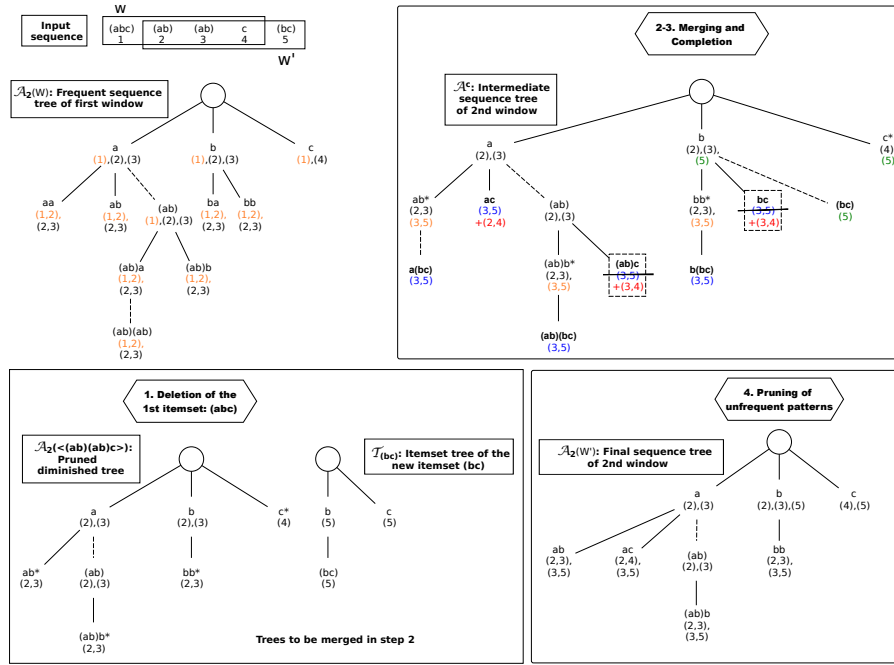 W
Input
sequence
(abc) (ab) (ab) c (bc)
1 2 3 4 5
W'
𝒜₂(W): Frequent sequence
tree of first window
a b c
(1),(2),(3) (1),(2),(3) (1),(4)
aa ab (ab) ba bb
(1,2), (1,2), (1),(2),(3) (1,2), (1,2),
(2,3) (2,3) (2,3) (2,3)
(ab)a (ab)b
(1,2), (1,2),
(2,3) (2,3)
(ab)(ab)
(1,2),
(2,3)
2-3. Merging and
Completion
𝒜ᶜ: Intermediate
sequence tree
of 2nd window
a b c*
(2),(3) (2),(3), (4)
(5) (5)
ab* ac (ab) bb* bc (bc)
(2,3) (3,5) (2),(3) (2,3), (3,5) (5)
(3,5) +(2,4) (3,5) +(3,4)
a(bc) (ab)b* (ab)c b(bc)
(3,5) (2,3), (3,5) (3,5)
(3,5) +(3,4)
(ab)(bc)
(3,5)
1. Deletion of the
1st itemset: (abc)
𝒜₂(<(ab)(ab)c>):
Pruned
diminished tree
𝒯(bc): Itemset tree of the
new itemset (bc)
a b c* b c
(2),(3) (2),(3) (4) (5) (5)
ab* (ab) bb* (bc)
(2,3) (2),(3) (2,3) (5)
(ab)b*
(2,3)
Trees to be merged in step 2
4. Pruning of
unfrequent patterns
𝒜₂(W'): Final sequence tree
of 2nd window
a b c
(2),(3) (2),(3),(5) (4),(5)
ab ac (ab) bb
(2,3), (2,4), (2),(3) (2,3),
(3,5) (3,5) (3,5)
(ab)b
(2,3),
(3,5)